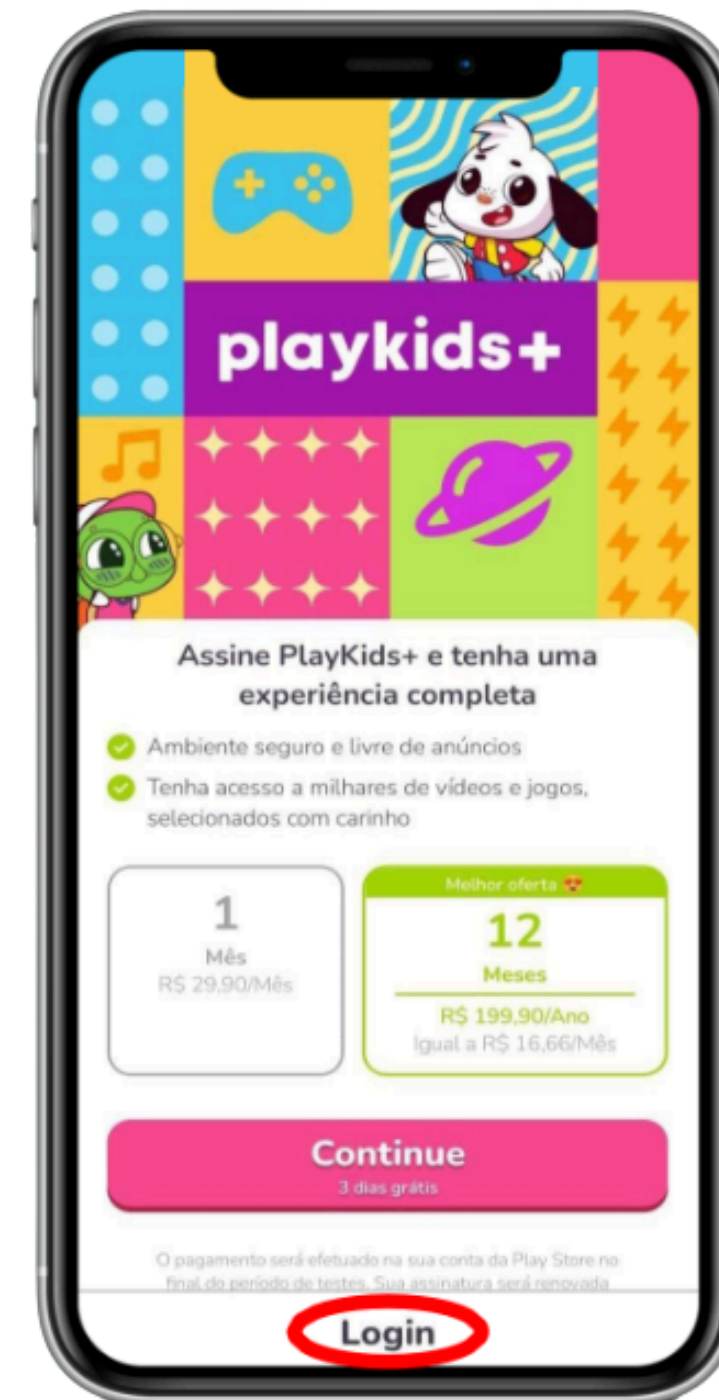 playkids+
Assine PlayKids+ e tenha uma
experiência completa
Ambiente seguro e livre de anúncios
Tenha acesso a milhares de vídeos e jogos,
selecionados com carinho
1
Mês
R$ 29,90/Mês
Melhor oferta 😍
12
Meses
R$ 199,90/Ano
Igual a R$ 16,66/Mês
Continue
3 dias grátis
O pagamento será efetuado na sua conta da Play Store no
final do período de testes. Sua assinatura será renovada
Login